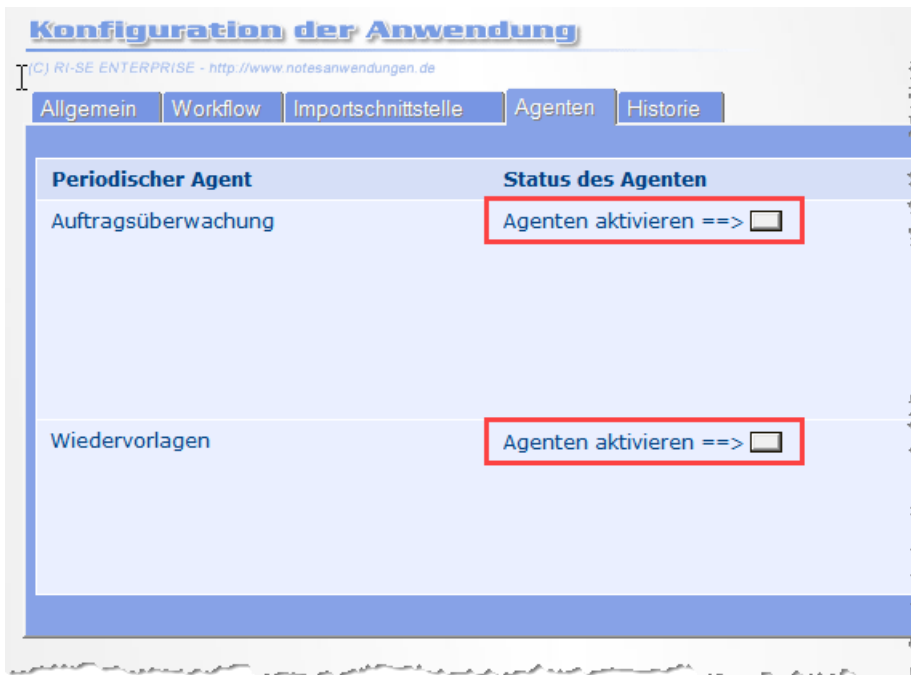 Konfiguration der Anwendung
(C) RI-SE ENTERPRISE - http://www.notesanwendungen.de
Allgemein Workflow Importschnittstelle Agenten Historie
Periodischer Agent Status des Agenten
Auftragsüberwachung Agenten aktivieren ==>
Wiedervorlagen Agenten aktivieren ==>